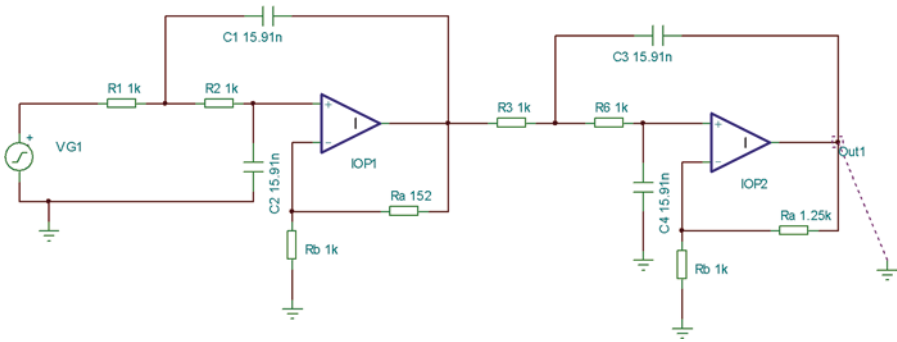 C1 15.91n
C3 15.91n
R1 1k
R2 1k
R3 1k
R6 1k
+
+
+
VG1
-
-
IOP1
Out1
IOP2
C2 15.91n
C4 15.91n
Ra 152
Ra 1.25k
Rb 1k
Rb 1k